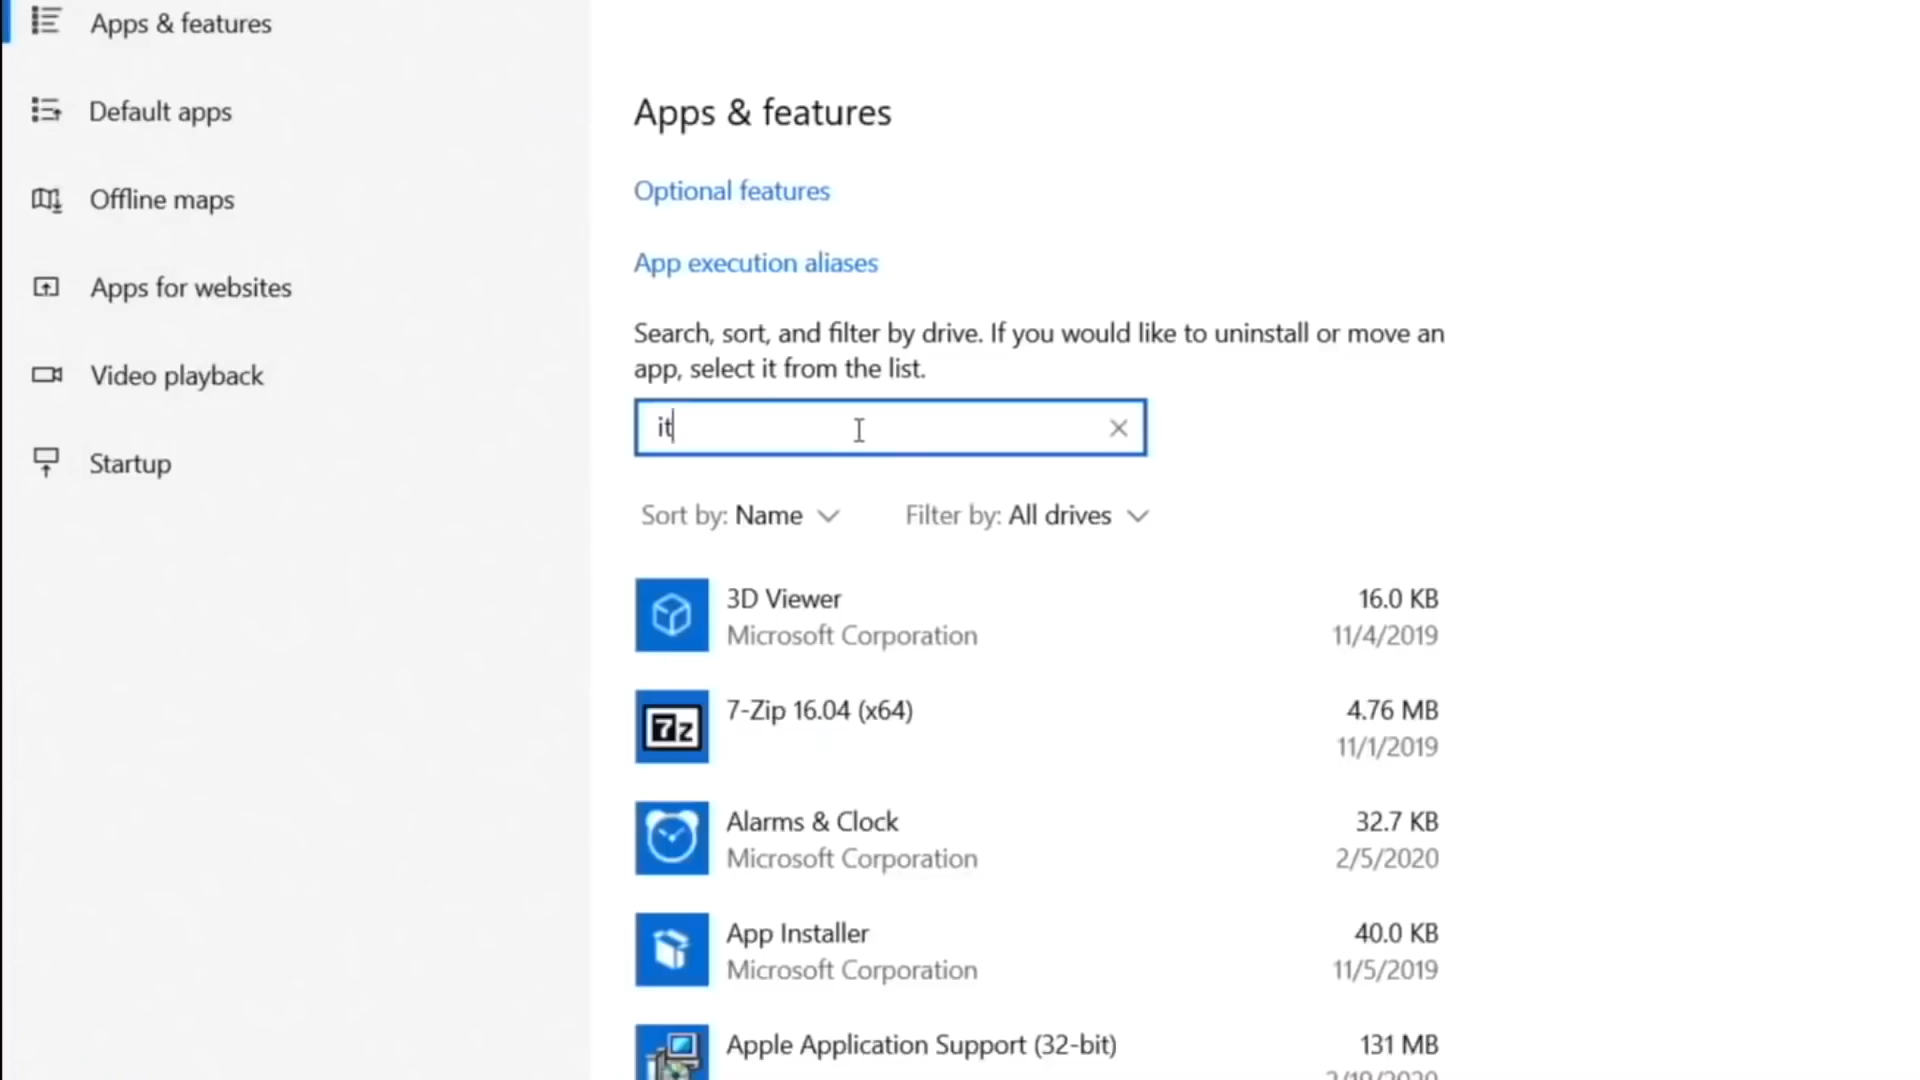 Apps & features
Default apps
Offline maps
Apps for websites
Video playback
Startup
Apps & features
Optional features
App execution aliases
Search, sort, and filter by drive. If you would like to uninstall or move an
app, select it from the list.
it
Sort by: Name
Filter by: All drives
3D Viewer 16.0 KB
Microsoft Corporation 11/4/2019
7-Zip 16.04 (x64) 4.76 MB
7z 11/1/2019
Alarms & Clock 32.7 KB
Microsoft Corporation 2/5/2020
App Installer 40.0 KB
Microsoft Corporation 11/5/2019
Apple Application Support (32-bit) 131 MB